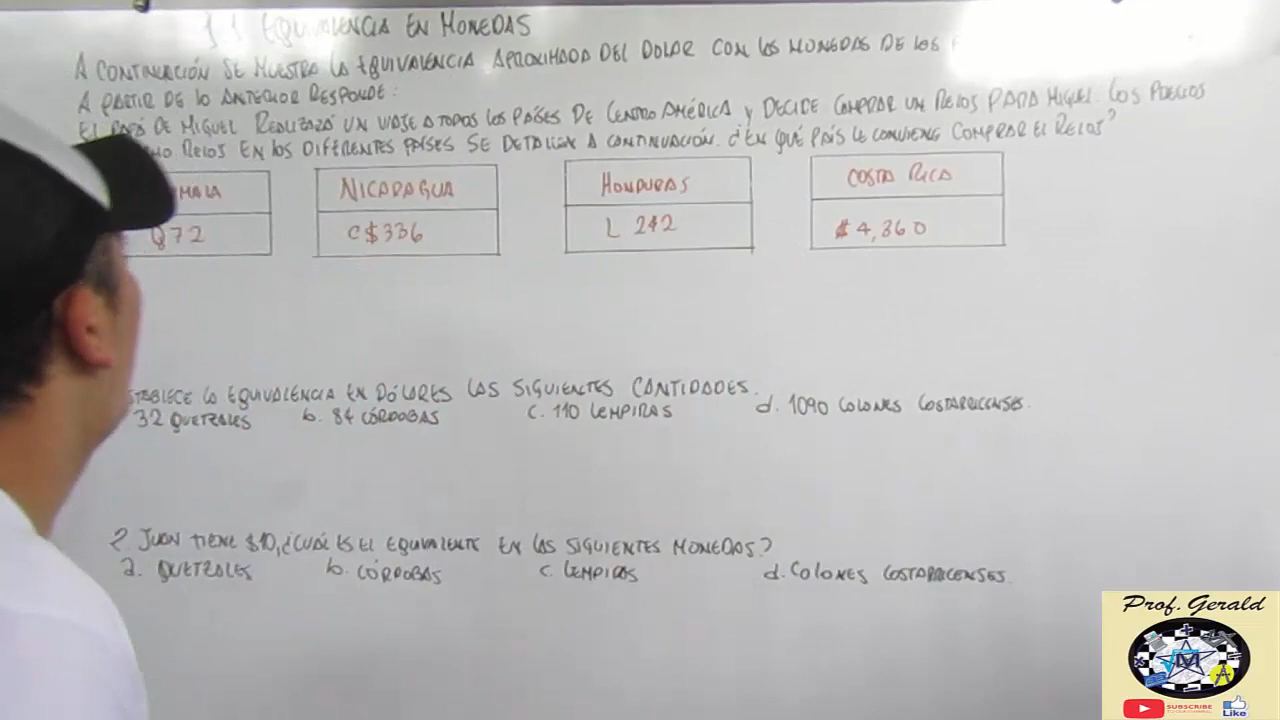 1.1 EQUIVALENCIA EN MONEDAS
A CONTINUACIÓN SE MUESTRA LA EQUIVALENCIA APROXIMADA DEL DOLAR CON LAS MONEDAS DE LOS
A PARTIR DE LO ANTERIOR RESPONDE:
EL PAPÁ DE MIGUEL REALIZARÁ UN VIAJE A TODOS LOS PAÍSES DE CENTRO AMÉRICA Y DECIDE COMPRAR UN RELOJ PARA MIGUEL. LOS PRECIOS
RELOJ EN LOS DIFERENTES PAÍSES SE DETALLAN A CONTINUACIÓN. ¿EN QUÉ PAÍS LE CONVIENE COMPRAR EL RELOJ?
MALA NICARAGUA HONDURAS COSTA RICA
Q72 C$336 L 242 ₡4,360
TABLECE LA EQUIVALENCIA EN DÓLARES LAS SIGUIENTES CANTIDADES.
32 QUETZALES b. 84 CÓRDOBAS C. 110 LEMPIRAS d. 1090 COLONES COSTARRICENSES.
2. JUAN TIENE $10, ¿CUÁL ES EL EQUIVALENTE EN LAS SIGUIENTES MONEDAS?
a. QUETZALES b. CÓRDOBAS C. LEMPIRAS d. COLONES COSTARRICENSES.
Prof. Gerald
M
SUBSCRIBE
Like